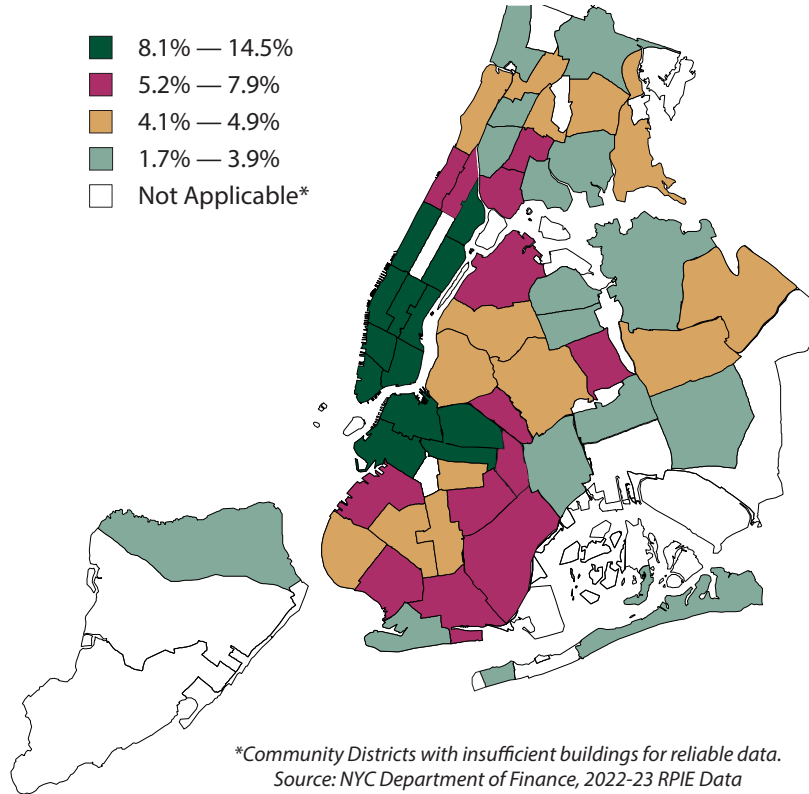 8.1% — 14.5%
5.2% — 7.9%
4.1% — 4.9%
1.7% — 3.9%
Not Applicable*
*Community Districts with insufficient buildings for reliable data.
Source: NYC Department of Finance, 2022-23 RPIE Data